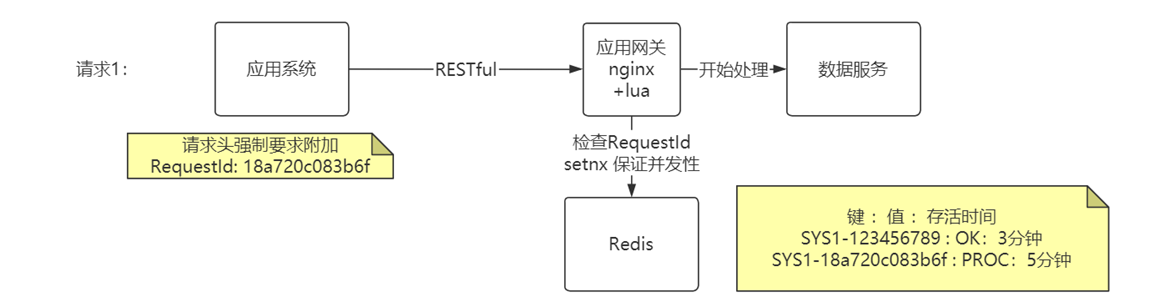 请求1：
应用系统
RESTful
应用网关
nginx
+lua
开始处理
数据服务
请求头强制要求附加
RequestId: 18a720c083b6f
检查RequestId
setnx 保证并发性
Redis
键 ：值 ：存活时间
SYS1-123456789 : OK：3分钟
SYS1-18a720c083b6f : PROC：5分钟